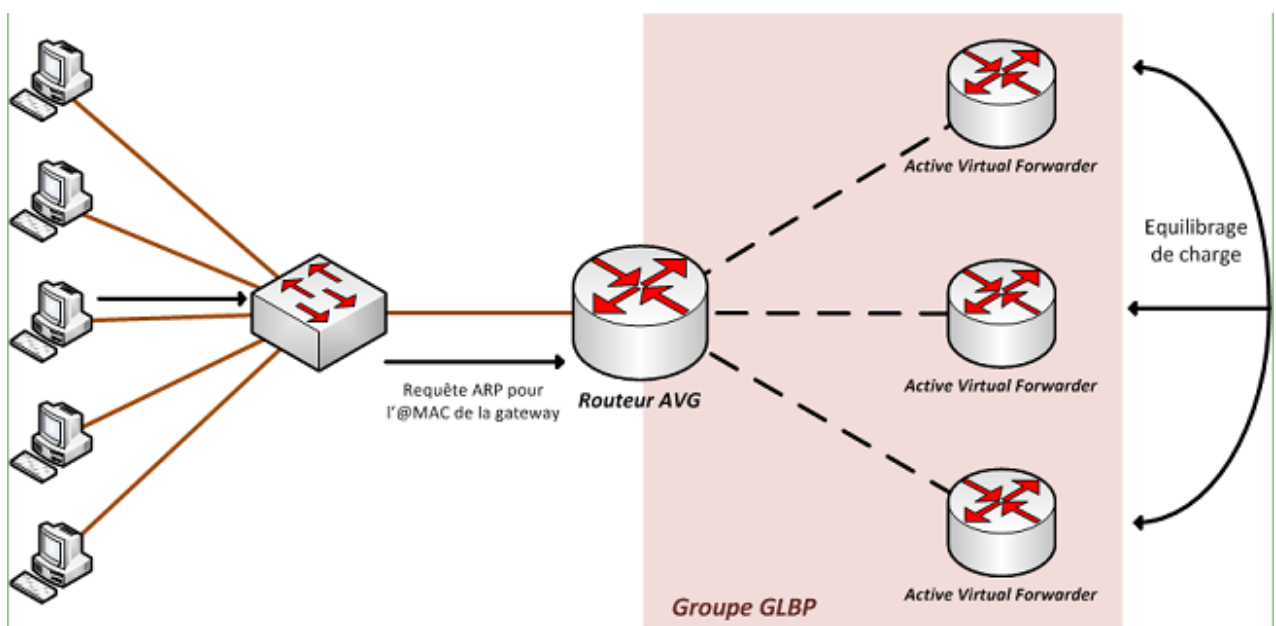 Active Virtual Forwarder
Equilibrage
de charge
Requête ARP pour
l'@MAC de la gateway
Routeur AVG
Active Virtual Forwarder
Active Virtual Forwarder
Groupe GLBP